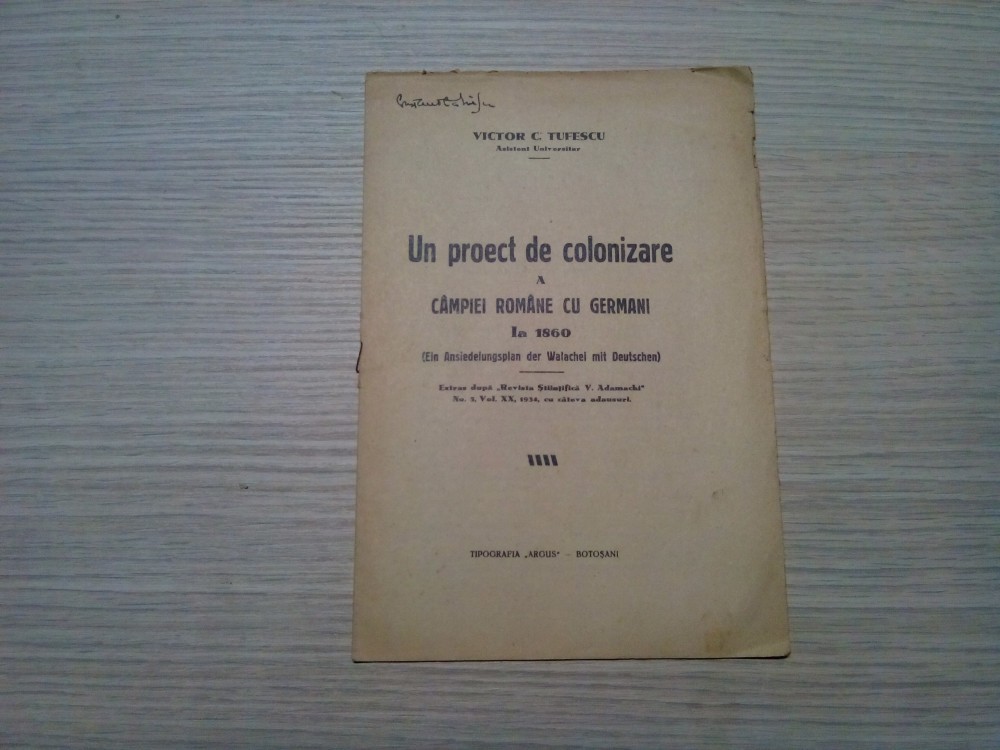 VICTOR C. TUFESCU
Asistent Universitar
Un proect de colonizare
A
CÂMPIEI ROMÂNE CU GERMANI
La 1860
(Ein Ansiedelungsplan der Walachei mit Deutschen)
Extras după „Revista Științifică V. Adamachi"
No. 2, Vol. XX, 1934, cu câteva adausuri.
TIPOGRAFIA „ARGUS" – BOTOȘANI